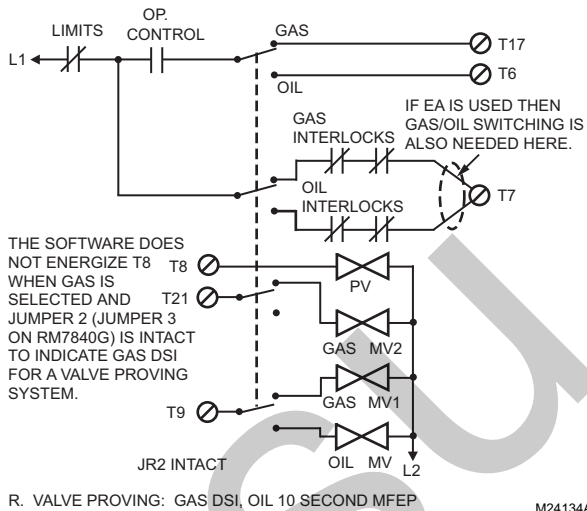 LIMITS
OP.
CONTROL
GAS
L1
T17
T6
OIL
IF EA IS USED THEN
GAS/OIL SWITCHING IS
ALSO NEEDED HERE.
GAS
INTERLOCKS
OIL
INTERLOCKS
T7
THE SOFTWARE DOES
NOT ENERGIZE T8
WHEN GAS IS
SELECTED AND
JUMPER 2 (JUMPER 3
ON RM7840G) IS INTACT
TO INDICATE GAS DSI
FOR A VALVE PROVING
SYSTEM.
T8
PV
T21
GAS MV2
T9
GAS MV1
JR2 INTACT
OIL MV
L2
R. VALVE PROVING: GAS DSI, OIL 10 SECOND MFEP